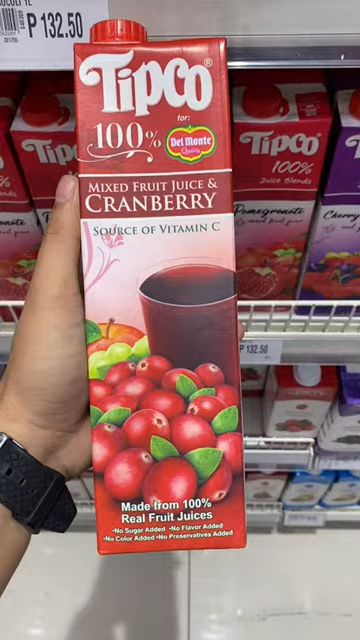 P 132.50
Tipco®
for:
100%
Del Monte
Quality
MIXED FRUIT JUICE &
CRANBERRY
SOURCE OF VITAMIN C
Made from 100%
Real Fruit Juices
•No Sugar Added •No Flavor Added
•No Color Added •No Preservatives Added
Tipco
100%
Juice Blends
Pomegranate
P 132.50